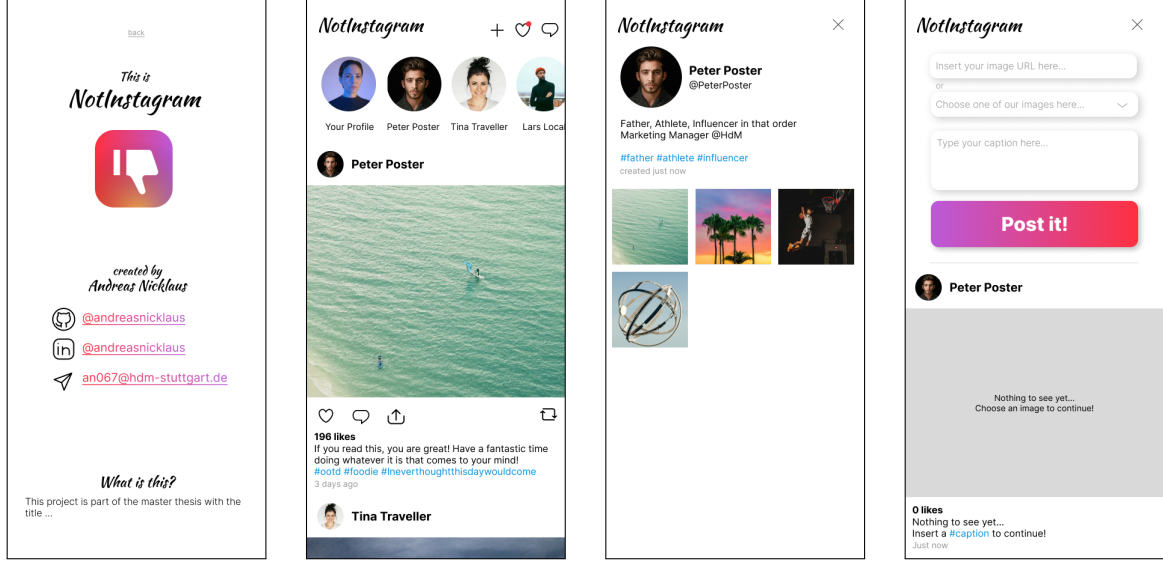 back
This is
NotInstagram
created by
Andreas Nicklaus
@andreasnicklaus
in
@andreasnicklaus
an067@hdm-stuttgart.de
What is this?
This project is part of the master thesis with the
title ...
NotInstagram
Your Profile
Peter Poster
Tina Traveller
Lars Local
Peter Poster
196 likes
If you read this, you are great! Have a fantastic time
doing whatever it is that comes to your mind!
#ootd #foodie #Ineverthoughtthisdaywouldcome
3 days ago
Tina Traveller
NotInstagram
Peter Poster
@PeterPoster
Father, Athlete, Influencer in that order
Marketing Manager @HdM
#father #athlete #influencer
created just now
NotInstagram
Insert your image URL here...
or
Choose one of our images here...
Type your caption here...
Post it!
Peter Poster
Nothing to see yet...
Choose an image to continue!
0 likes
Nothing to see yet...
Insert a #caption to continue!
Just now